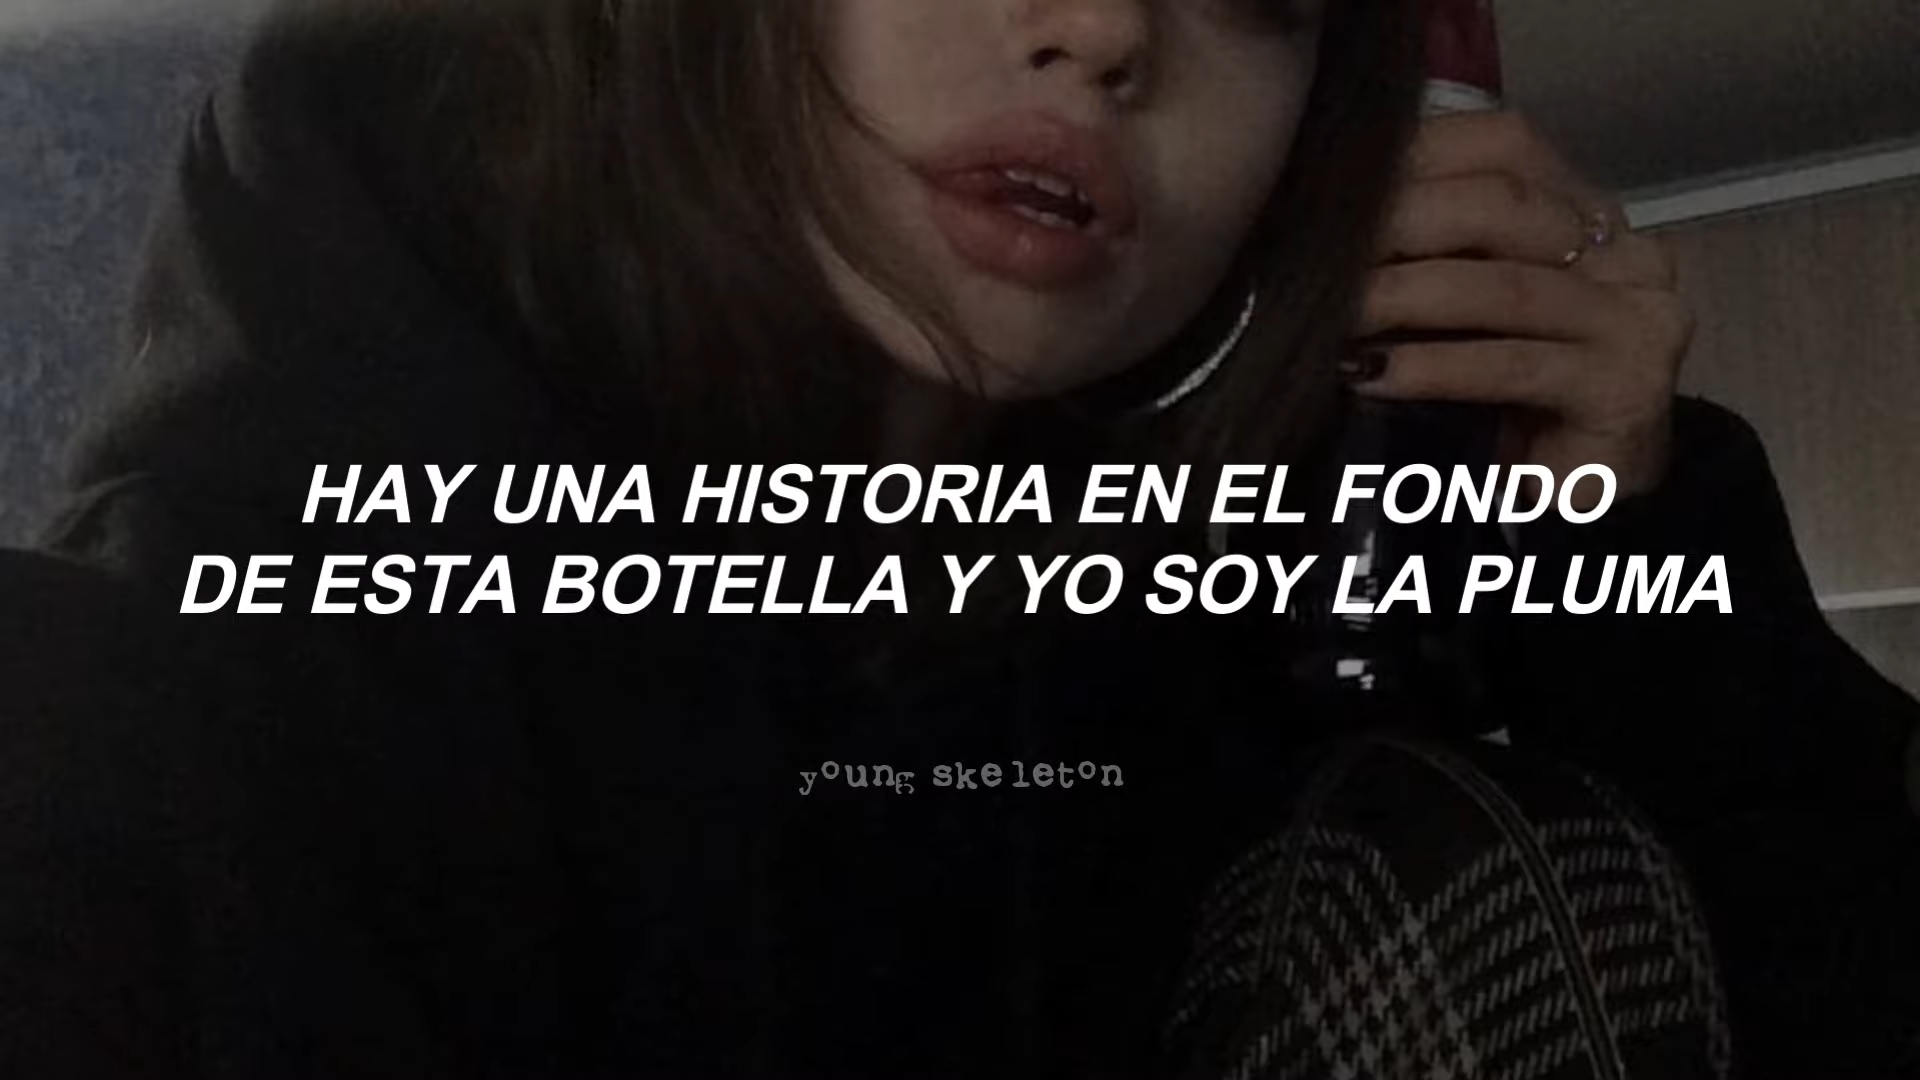 HAY UNA HISTORIA EN EL FONDO
DE ESTA BOTELLA Y YO SOY LA PLUMA
young skeleton